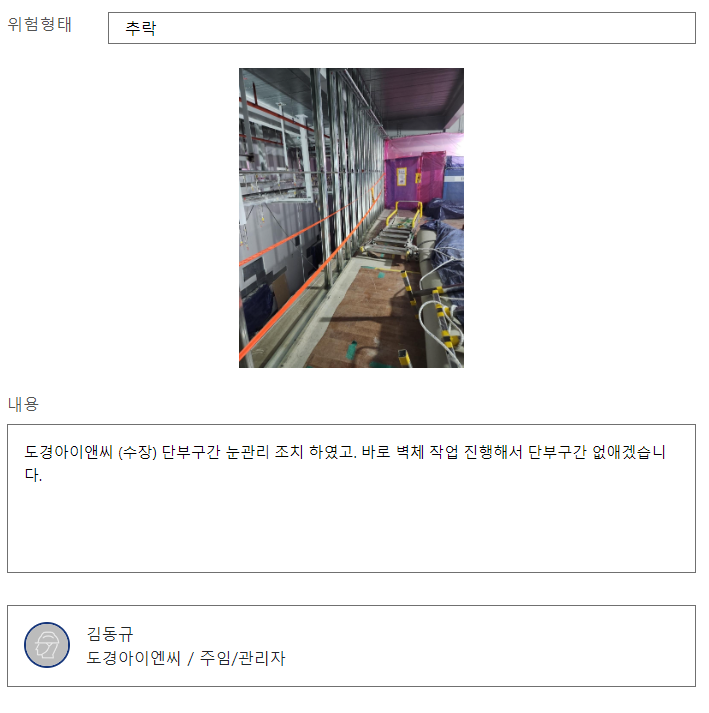 위험형태
추락
내용
도경아이앤씨 (수장) 단부구간 눈관리 조치 하였고. 바로 벽체 작업 진행해서 단부구간 없애겠습니
다.
김동규
도경아이엔씨 / 주임/관리자